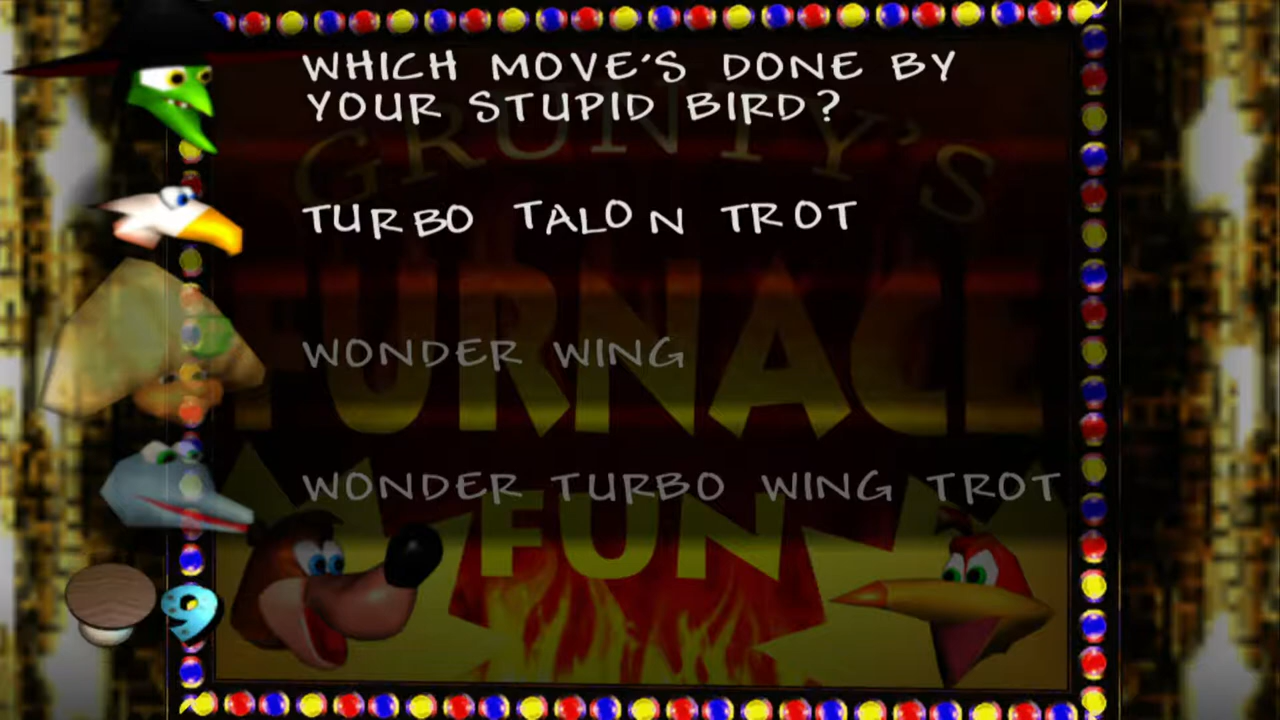 WHICH MOVE'S DONE BY
YOUR STUPID BIRD?
GRUNTY'S
TURBO TALON TROT
FURNACE
WONDER WING
WONDER TURBO WING TROT
FUN
9